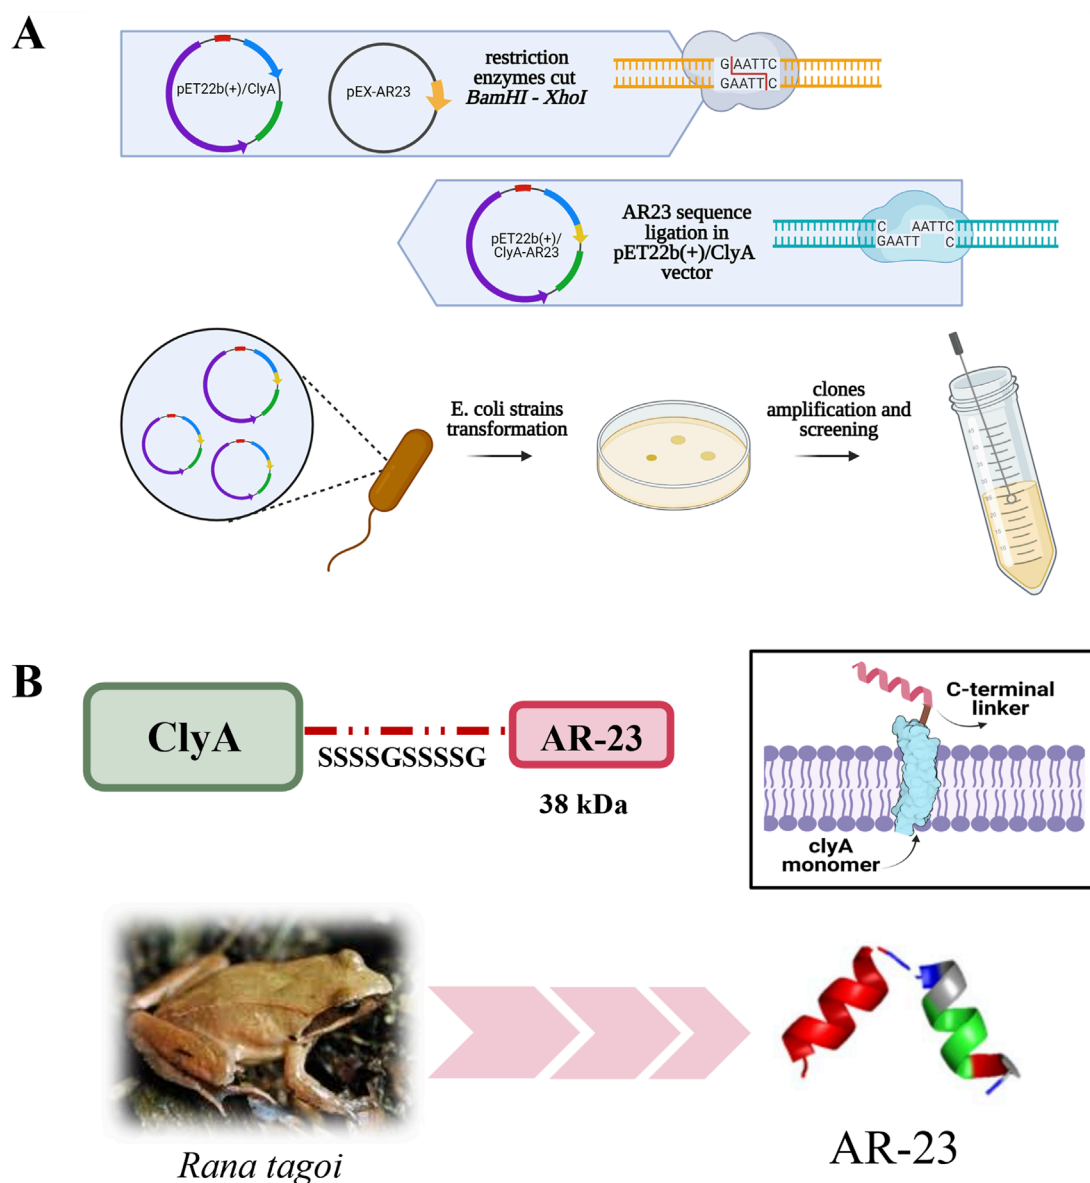 A
pET22b(+)/ClyA
pEX-AR23
restriction
enzymes cut
BamHI - XhoI
G AATTC
GAATT C
pET22b(+)/
ClyA-AR23
AR23 sequence
ligation in
pET22b(+)/ClyA
vector
C AATTC
GAATT C
E. coli strains
transformation
clones
amplification and
screening
B
ClyA
SSSSGSSSSG
AR-23
38 kDa
C-terminal
linker
clyA
monomer
Rana tagoi
AR-23